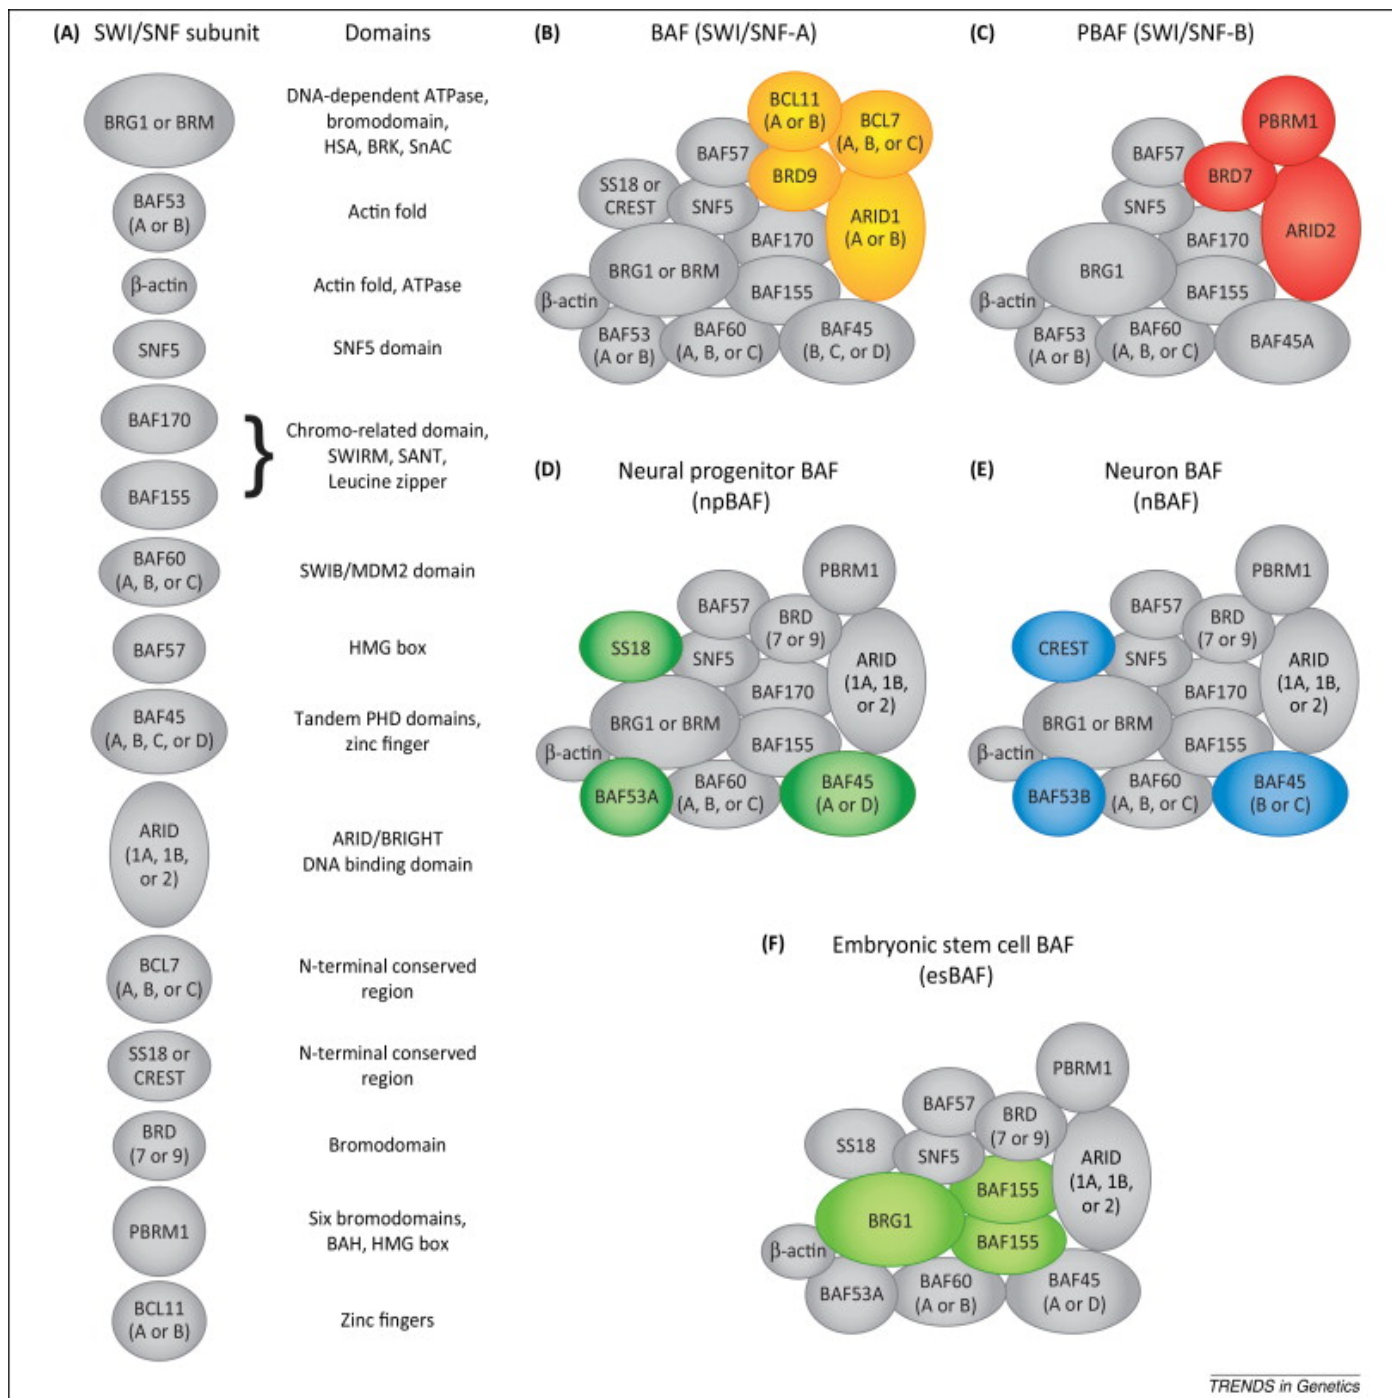 (A) SWI/SNF subunit Domains
BRG1 or BRM
DNA-dependent ATPase,
bromodomain,
HSA, BRK, SnAC
BAF53
(A or B)
Actin fold
β-actin
Actin fold, ATPase
SNF5
SNF5 domain
BAF170
BAF155
}
Chromo-related domain,
SWIRM, SANT,
Leucine zipper
BAF60
(A, B, or C)
SWIB/MDM2 domain
BAF57
HMG box
BAF45
(A, B, C, or D)
Tandem PHD domains,
zinc finger
ARID
(1A, 1B,
or 2)
ARID/BRIGHT
DNA binding domain
BCL7
(A, B, or C)
N-terminal conserved
region
SS18 or
CREST
N-terminal conserved
region
BRD
(7 or 9)
Bromodomain
PBRM1
Six bromodomains,
BAH, HMG box
BCL11
(A or B)
Zinc fingers
(B) BAF (SWI/SNF-A)
BCL11
(A or B)
BCL7
(A, B, or C)
BAF57
BRD9
SS18 or
CREST
SNF5
ARID1
(A or B)
BAF170
BRG1 or BRM
BAF155
β-actin
BAF53
(A or B)
BAF60
(A, B, or C)
BAF45
(B, C, or D)
(C) PBAF (SWI/SNF-B)
PBRM1
BAF57
BRD7
SNF5
ARID2
BAF170
BRG1
BAF155
β-actin
BAF53
(A or B)
BAF60
(A, B, or C)
BAF45A
(D) Neural progenitor BAF
(npBAF)
PBRM1
BAF57
BRD
(7 or 9)
SS18
SNF5
ARID
(1A, 1B,
or 2)
BAF170
BRG1 or BRM
BAF155
β-actin
BAF53A
BAF60
(A, B, or C)
BAF45
(A or D)
(E) Neuron BAF
(nBAF)
PBRM1
BAF57
BRD
(7 or 9)
CREST
SNF5
ARID
(1A, 1B,
or 2)
BAF170
BRG1 or BRM
BAF155
β-actin
BAF53B
BAF60
(A, B, or C)
BAF45
(B or C)
(F) Embryonic stem cell BAF
(esBAF)
PBRM1
BAF57
BRD
(7 or 9)
SS18
SNF5
ARID
(1A, 1B,
or 2)
BAF155
BRG1
BAF155
β-actin
BAF53A
BAF60
(A or B)
BAF45
(A or D)
TRENDS in Genetics